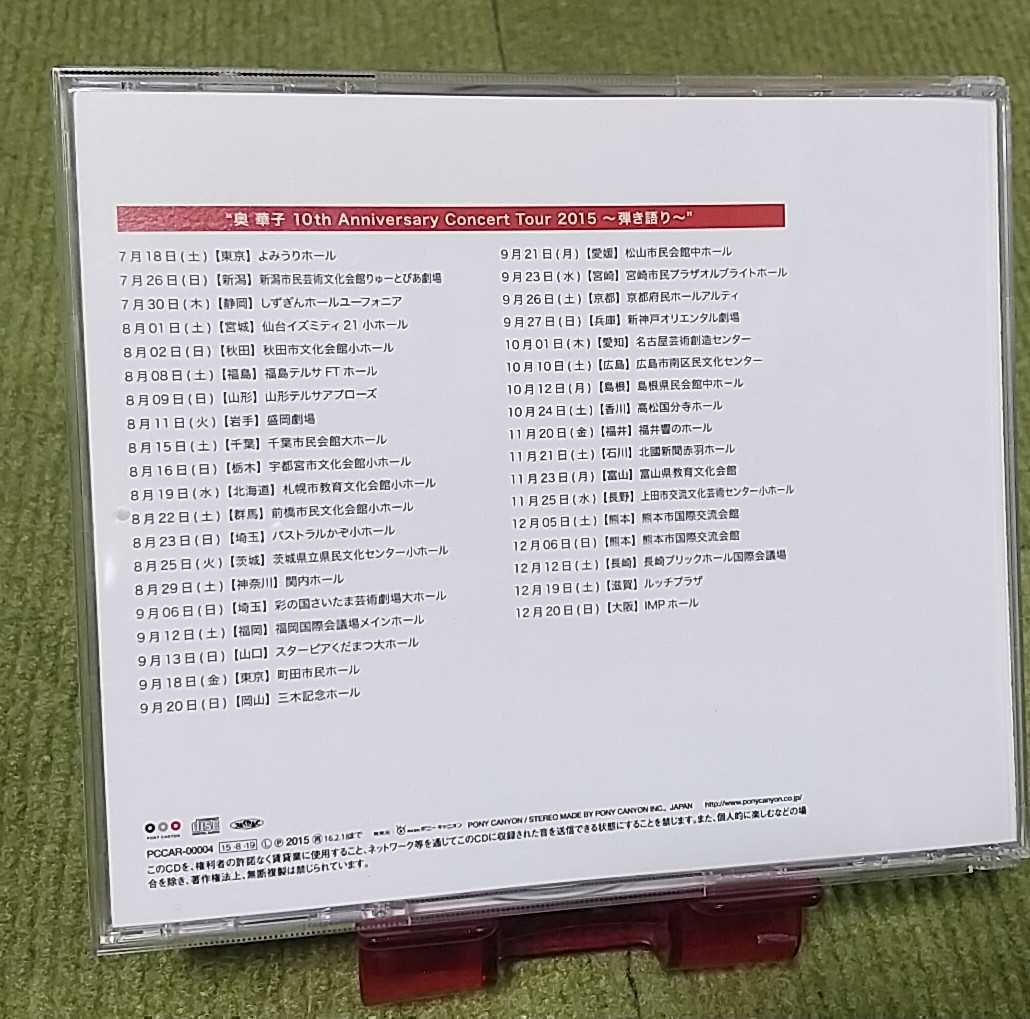 "奥 華子 10th Anniversary Concert Tour 2015 ～弾き語り～"
7月18日(土)【東京】よみうりホール
7月26日(日)【新潟】新潟市民芸術文化会館りゅーとぴあ劇場
7月30日(木)【静岡】しずぎんホールユーフォニア
8月01日(土)【宮城】仙台イズミティ21小ホール
8月02日(日)【秋田】秋田市文化会館小ホール
8月08日(土)【福島】福島テルサFTホール
8月09日(日)【山形】山形テルサアプローズ
8月11日(火)【岩手】盛岡劇場
8月15日(土)【千葉】千葉市民会館大ホール
8月16日(日)【栃木】宇都宮市文化会館小ホール
8月19日(水)【北海道】札幌市教育文化会館小ホール
8月22日(土)【群馬】前橋市民文化会館小ホール
8月23日(日)【埼玉】パストラルかぞ小ホール
8月25日(火)【茨城】茨城県立県民文化センター小ホール
8月29日(土)【神奈川】関内ホール
9月06日(日)【埼玉】彩の国さいたま芸術劇場大ホール
9月12日(土)【福岡】福岡国際会議場メインホール
9月13日(日)【山口】スターピアくだまつ大ホール
9月18日(金)【東京】町田市民ホール
9月20日(日)【岡山】三木記念ホール
9月21日(月)【愛媛】松山市民会館中ホール
9月23日(水)【宮崎】宮崎市民プラザオルブライトホール
9月26日(土)【京都】京都府民ホールアルティ
9月27日(日)【兵庫】新神戸オリエンタル劇場
10月01日(木)【愛知】名古屋芸術創造センター
10月10日(土)【広島】広島市南区民文化センター
10月12日(月)【島根】島根県民会館中ホール
10月24日(土)【香川】高松国分寺ホール
11月20日(金)【福井】福井響のホール
11月21日(土)【石川】北國新聞赤羽ホール
11月23日(月)【富山】富山県教育文化会館
11月25日(水)【長野】上田市交流文化芸術センター小ホール
12月05日(土)【熊本】熊本市国際交流会館
12月06日(日)【熊本】熊本市国際交流会館
12月12日(土)【長崎】長崎ブリックホール国際会議場
12月19日(土)【滋賀】ルッチプラザ
12月20日(日)【大阪】IMPホール
PONY CANYON
PCCAR-00004 15-8-19 Ⓛ Ⓟ 2015 16.2.18まで 発売元 株式会社ポニーキャニオン PONY CANYON / STEREO MADE BY PONY CANYON INC., JAPAN http://www.ponycanyon.co.jp/
このCDを、権利者の許諾なく賃貸業に使用すること、ネットワーク等を通じてこのCDに収録された音を送信できる状態にすることを禁じます。また、個人的に楽しむなどの場
合を除き、著作権法上、無断複製は禁じられています。